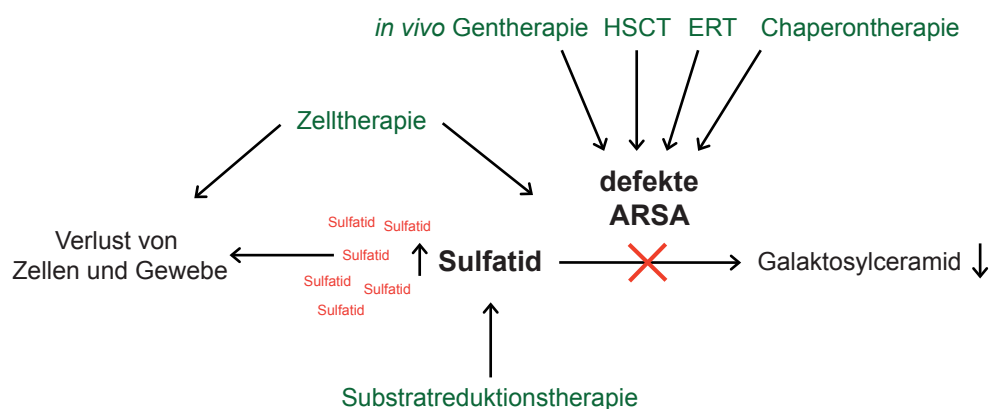 in vivo Gentherapie HSCT ERT Chaperontherapie
Zelltherapie
defekte
ARSA
Verlust von
Zellen und Gewebe
Sulfatid Sulfatid
Sulfatid
Sulfatid Sulfatid
Sulfatid
Sulfatid
Galaktosylceramid
Substratreduktionstherapie